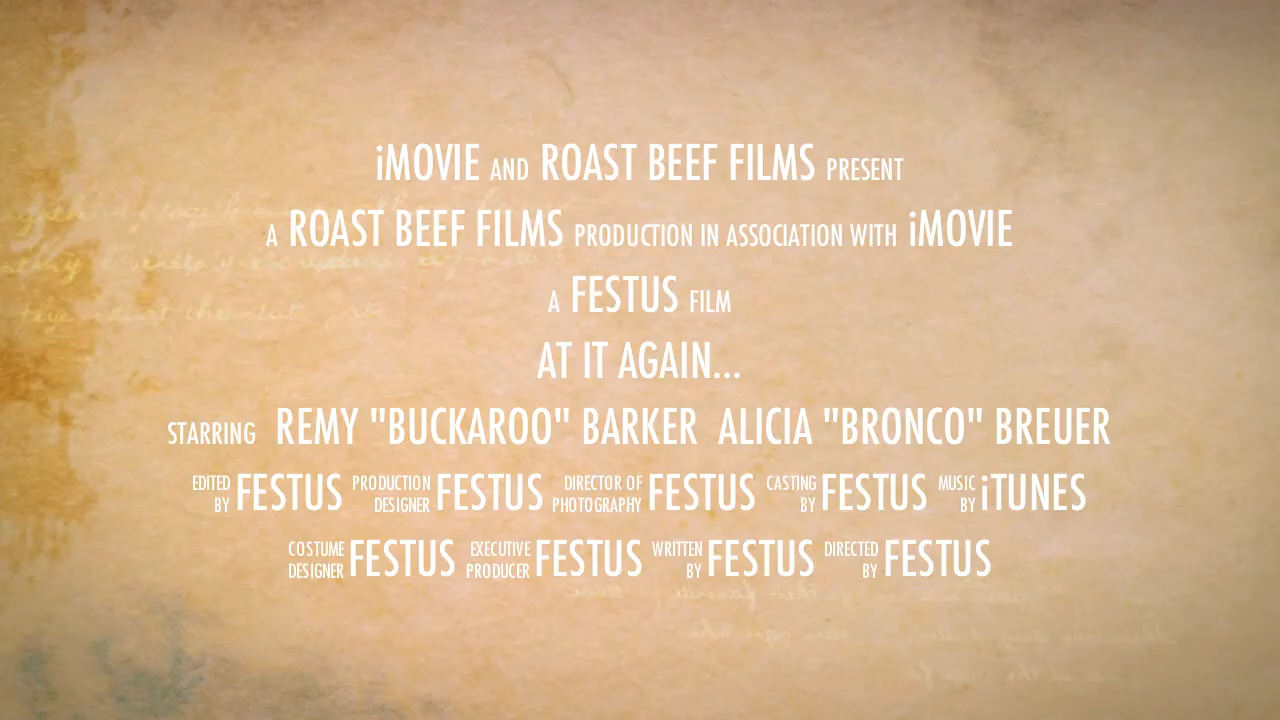 iMOVIE AND ROAST BEEF FILMS PRESENT
A ROAST BEEF FILMS PRODUCTION IN ASSOCIATION WITH iMOVIE
A FESTUS FILM
AT IT AGAIN...
STARRING REMY "BUCKAROO" BARKER ALICIA "BRONCO" BREUER
EDITED BY FESTUS PRODUCTION DESIGNER FESTUS DIRECTOR OF PHOTOGRAPHY FESTUS CASTING BY FESTUS MUSIC BY iTUNES
COSTUME DESIGNER FESTUS EXECUTIVE PRODUCER FESTUS WRITTEN BY FESTUS DIRECTED BY FESTUS